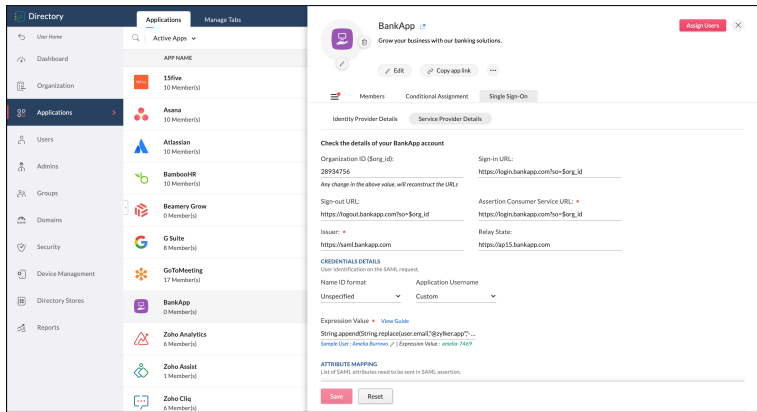 Directory
User Home
Dashboard
Organization
Applications
Users
Admins
Groups
Domains
Security
Device Management
Directory Stores
Reports
Applications
Manage Tabs
Active Apps
APP NAME
15five
10 Member(s)
Asana
10 Member(s)
Atlassian
10 Member(s)
BambooHR
10 Member(s)
Beamery Grow
0 Member(s)
G Suite
8 Member(s)
GoToMeeting
17 Member(s)
BankApp
0 Member(s)
Zoho Analytics
6 Member(s)
Zoho Assist
1 Member(s)
Zoho Cliq
6 Member(s)
BankApp
Grow your business with our banking solutions.
Assign Users
Edit
Copy app link
Members
Conditional Assignment
Single Sign-On
Identity Provider Details
Service Provider Details
Check the details of your BankApp account
Organization ID ($org_id):
28934756
Any change in the above value, will reconstruct the URLs
Sign-in URL:
https://login.bankapp.com?so=$org_id
Sign-out URL:
https://logout.bankapp.com?so=$org_id
Assertion Consumer Service URL: •
https://login.bankapp.com?so=$org_id
Issuer: •
https://saml.bankapp.com
Relay State:
https://ap15.bankapp.com
CREDENTIALS DETAILS
User identification on the SAML request.
Name ID format
Unspecified
Application Username
Custom
Expression Value • View Guide
String.append(String.replace(user.email,"@zylker.app","-...
Sample User : Amelia Burrows | Expression Value : amelia-7469
ATTRIBUTE MAPPING
List of SAML attributes need to be sent in SAML assertion.
Save
Reset